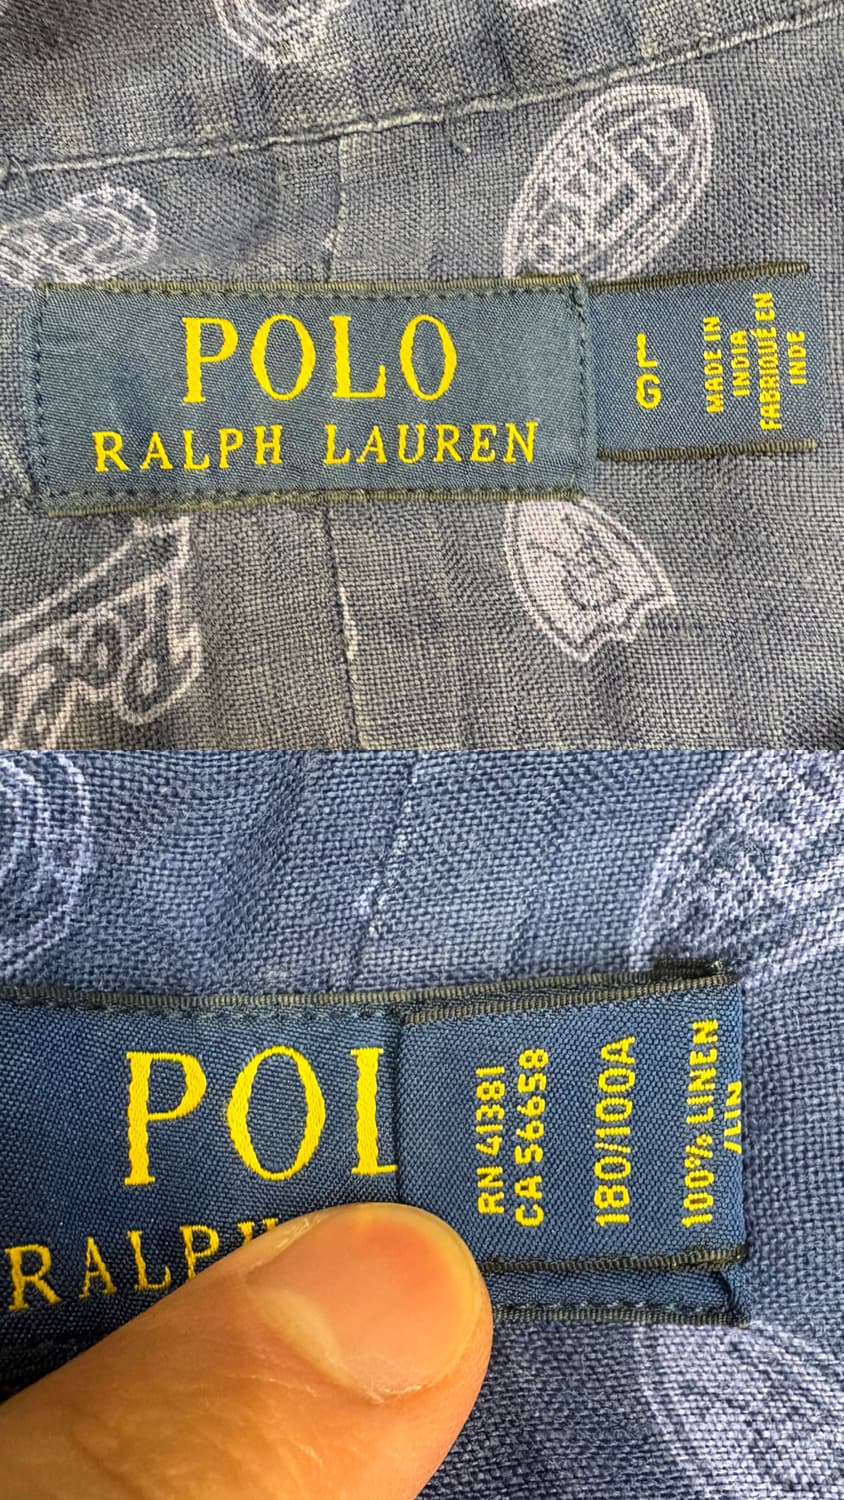 POLO
RALPH LAUREN
L
G
MADE IN
INDIA
FABRIQUÉ EN
INDE
POL
RALPH
RN 41381
CA 56658
180/100A
100% LINEN
/LIN